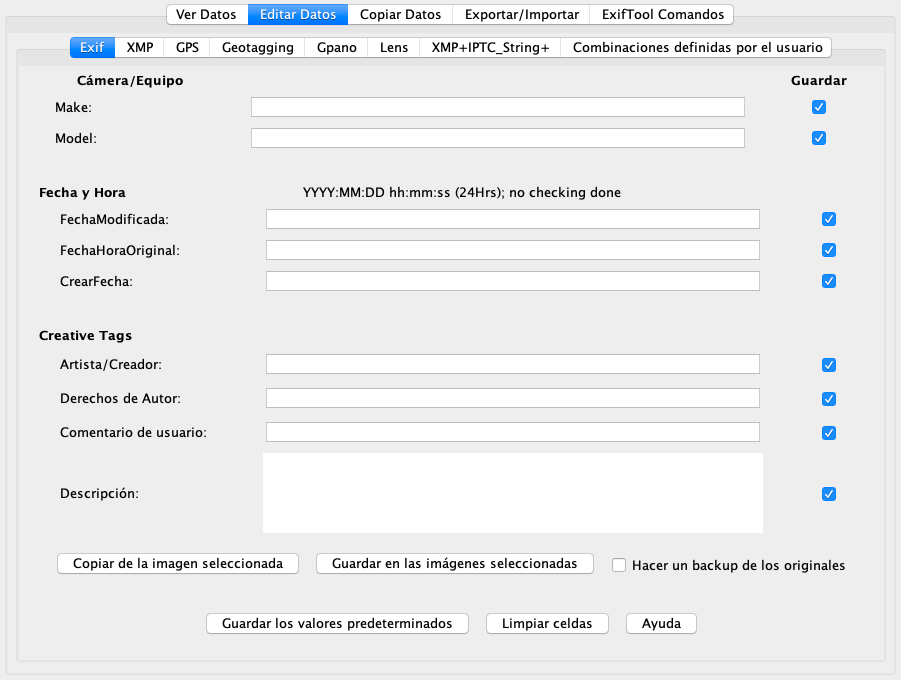 Ver Datos Editar Datos Copiar Datos Exportar/Importar ExifTool Comandos
Exif XMP GPS Geotagging Gpano Lens XMP+IPTC_String+ Combinaciones definidas por el usuario
Cámera/Equipo Guardar
Make:
Model:
Fecha y Hora YYYY:MM:DD hh:mm:ss (24Hrs); no checking done
FechaModificada:
FechaHoraOriginal:
CrearFecha:
Creative Tags
Artista/Creador:
Derechos de Autor:
Comentario de usuario:
Descripción:
Copiar de la imagen seleccionada Guardar en las imágenes seleccionadas Hacer un backup de los originales
Guardar los valores predeterminados Limpiar celdas Ayuda